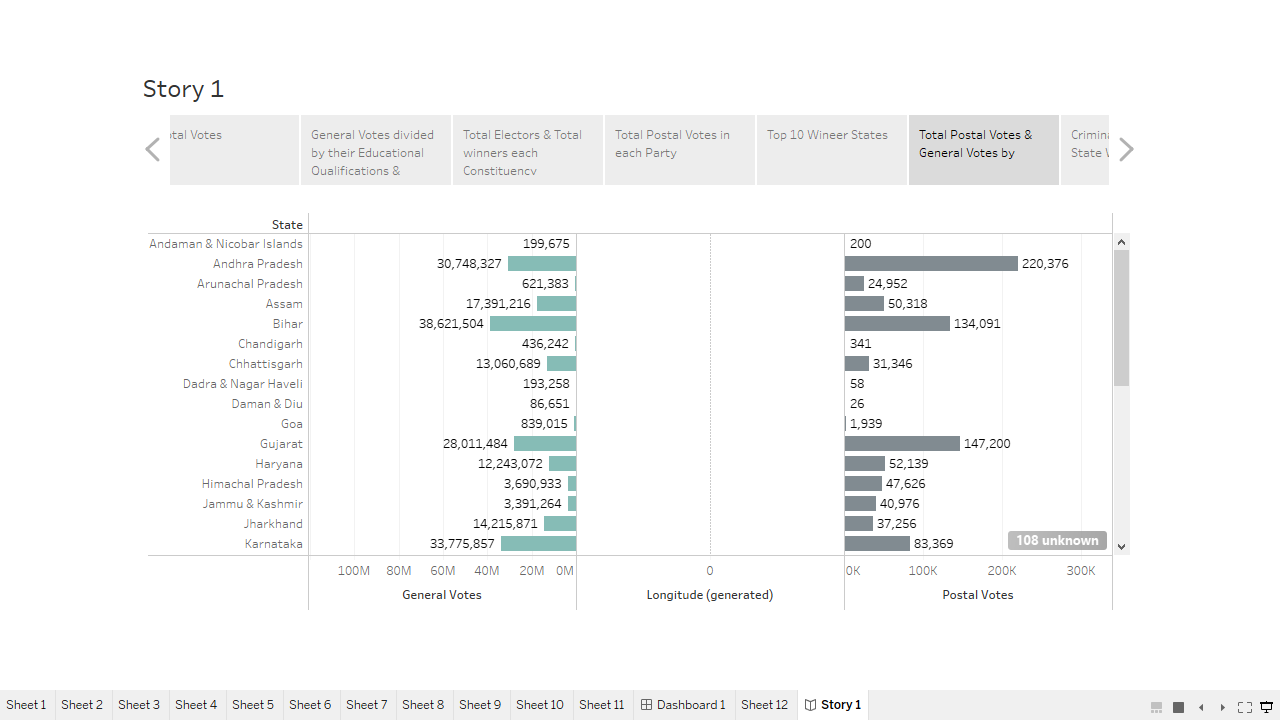 Story 1
tal Votes
General Votes divided
by their Educational
Qualifications &
Total Electors & Total
winners each
Constituency
Total Postal Votes in
each Party
Top 10 Wineer States
Total Postal Votes &
General Votes by
Crimina
State
State
Andaman & Nicobar Islands 199,675 200
Andhra Pradesh 30,748,327 220,376
Arunachal Pradesh 621,383 24,952
Assam 17,391,216 50,318
Bihar 38,621,504 134,091
Chandigarh 436,242 341
Chhattisgarh 13,060,689 31,346
Dadra & Nagar Haveli 193,258 58
Daman & Diu 86,651 26
Goa 839,015 1,939
Gujarat 28,011,484 147,200
Haryana 12,243,072 52,139
Himachal Pradesh 3,690,933 47,626
Jammu & Kashmir 3,391,264 40,976
Jharkhand 14,215,871 37,256
Karnataka 33,775,857 83,369
108 unknown
100M 80M 60M 40M 20M 0M 0 0K 100K 200K 300K
General Votes Longitude (generated) Postal Votes
Sheet 1 Sheet 2 Sheet 3 Sheet 4 Sheet 5 Sheet 6 Sheet 7 Sheet 8 Sheet 9 Sheet 10 Sheet 11 Dashboard 1 Sheet 12 Story 1